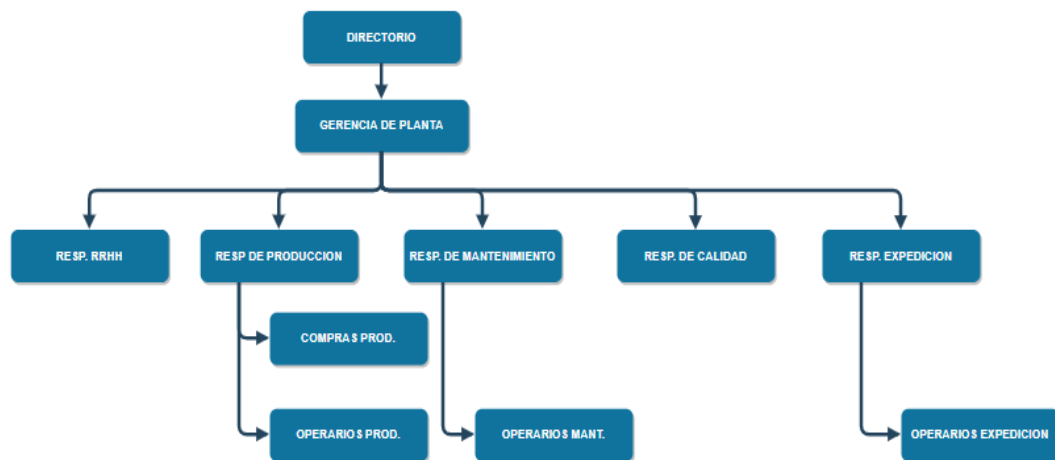 DIRECTORIO
GERENCIA DE PLANTA
RESP. RRHH
RESP DE PRODUCCION
RESP. DE MANTENIMIENTO
RESP. DE CALIDAD
RESP. EXPEDICION
COMPRAS PROD.
OPERARIOS PROD.
OPERARIOS MANT.
OPERARIOS EXPEDICION